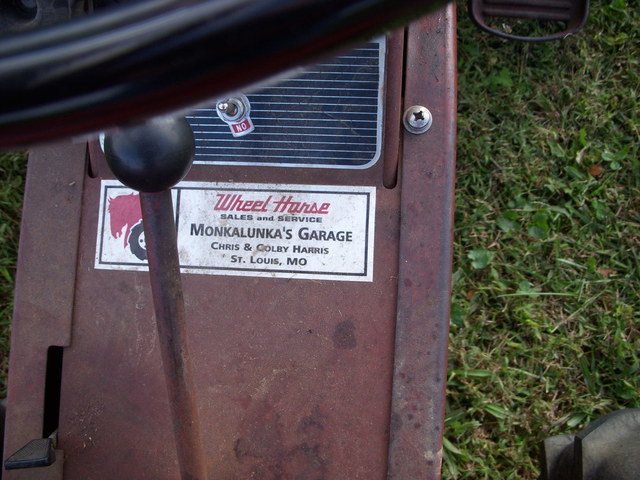 NO
Wheel Horse
SALES and SERVICE
MONKALUNKA'S GARAGE
CHRIS & COLBY HARRIS
ST. LOUIS, MO